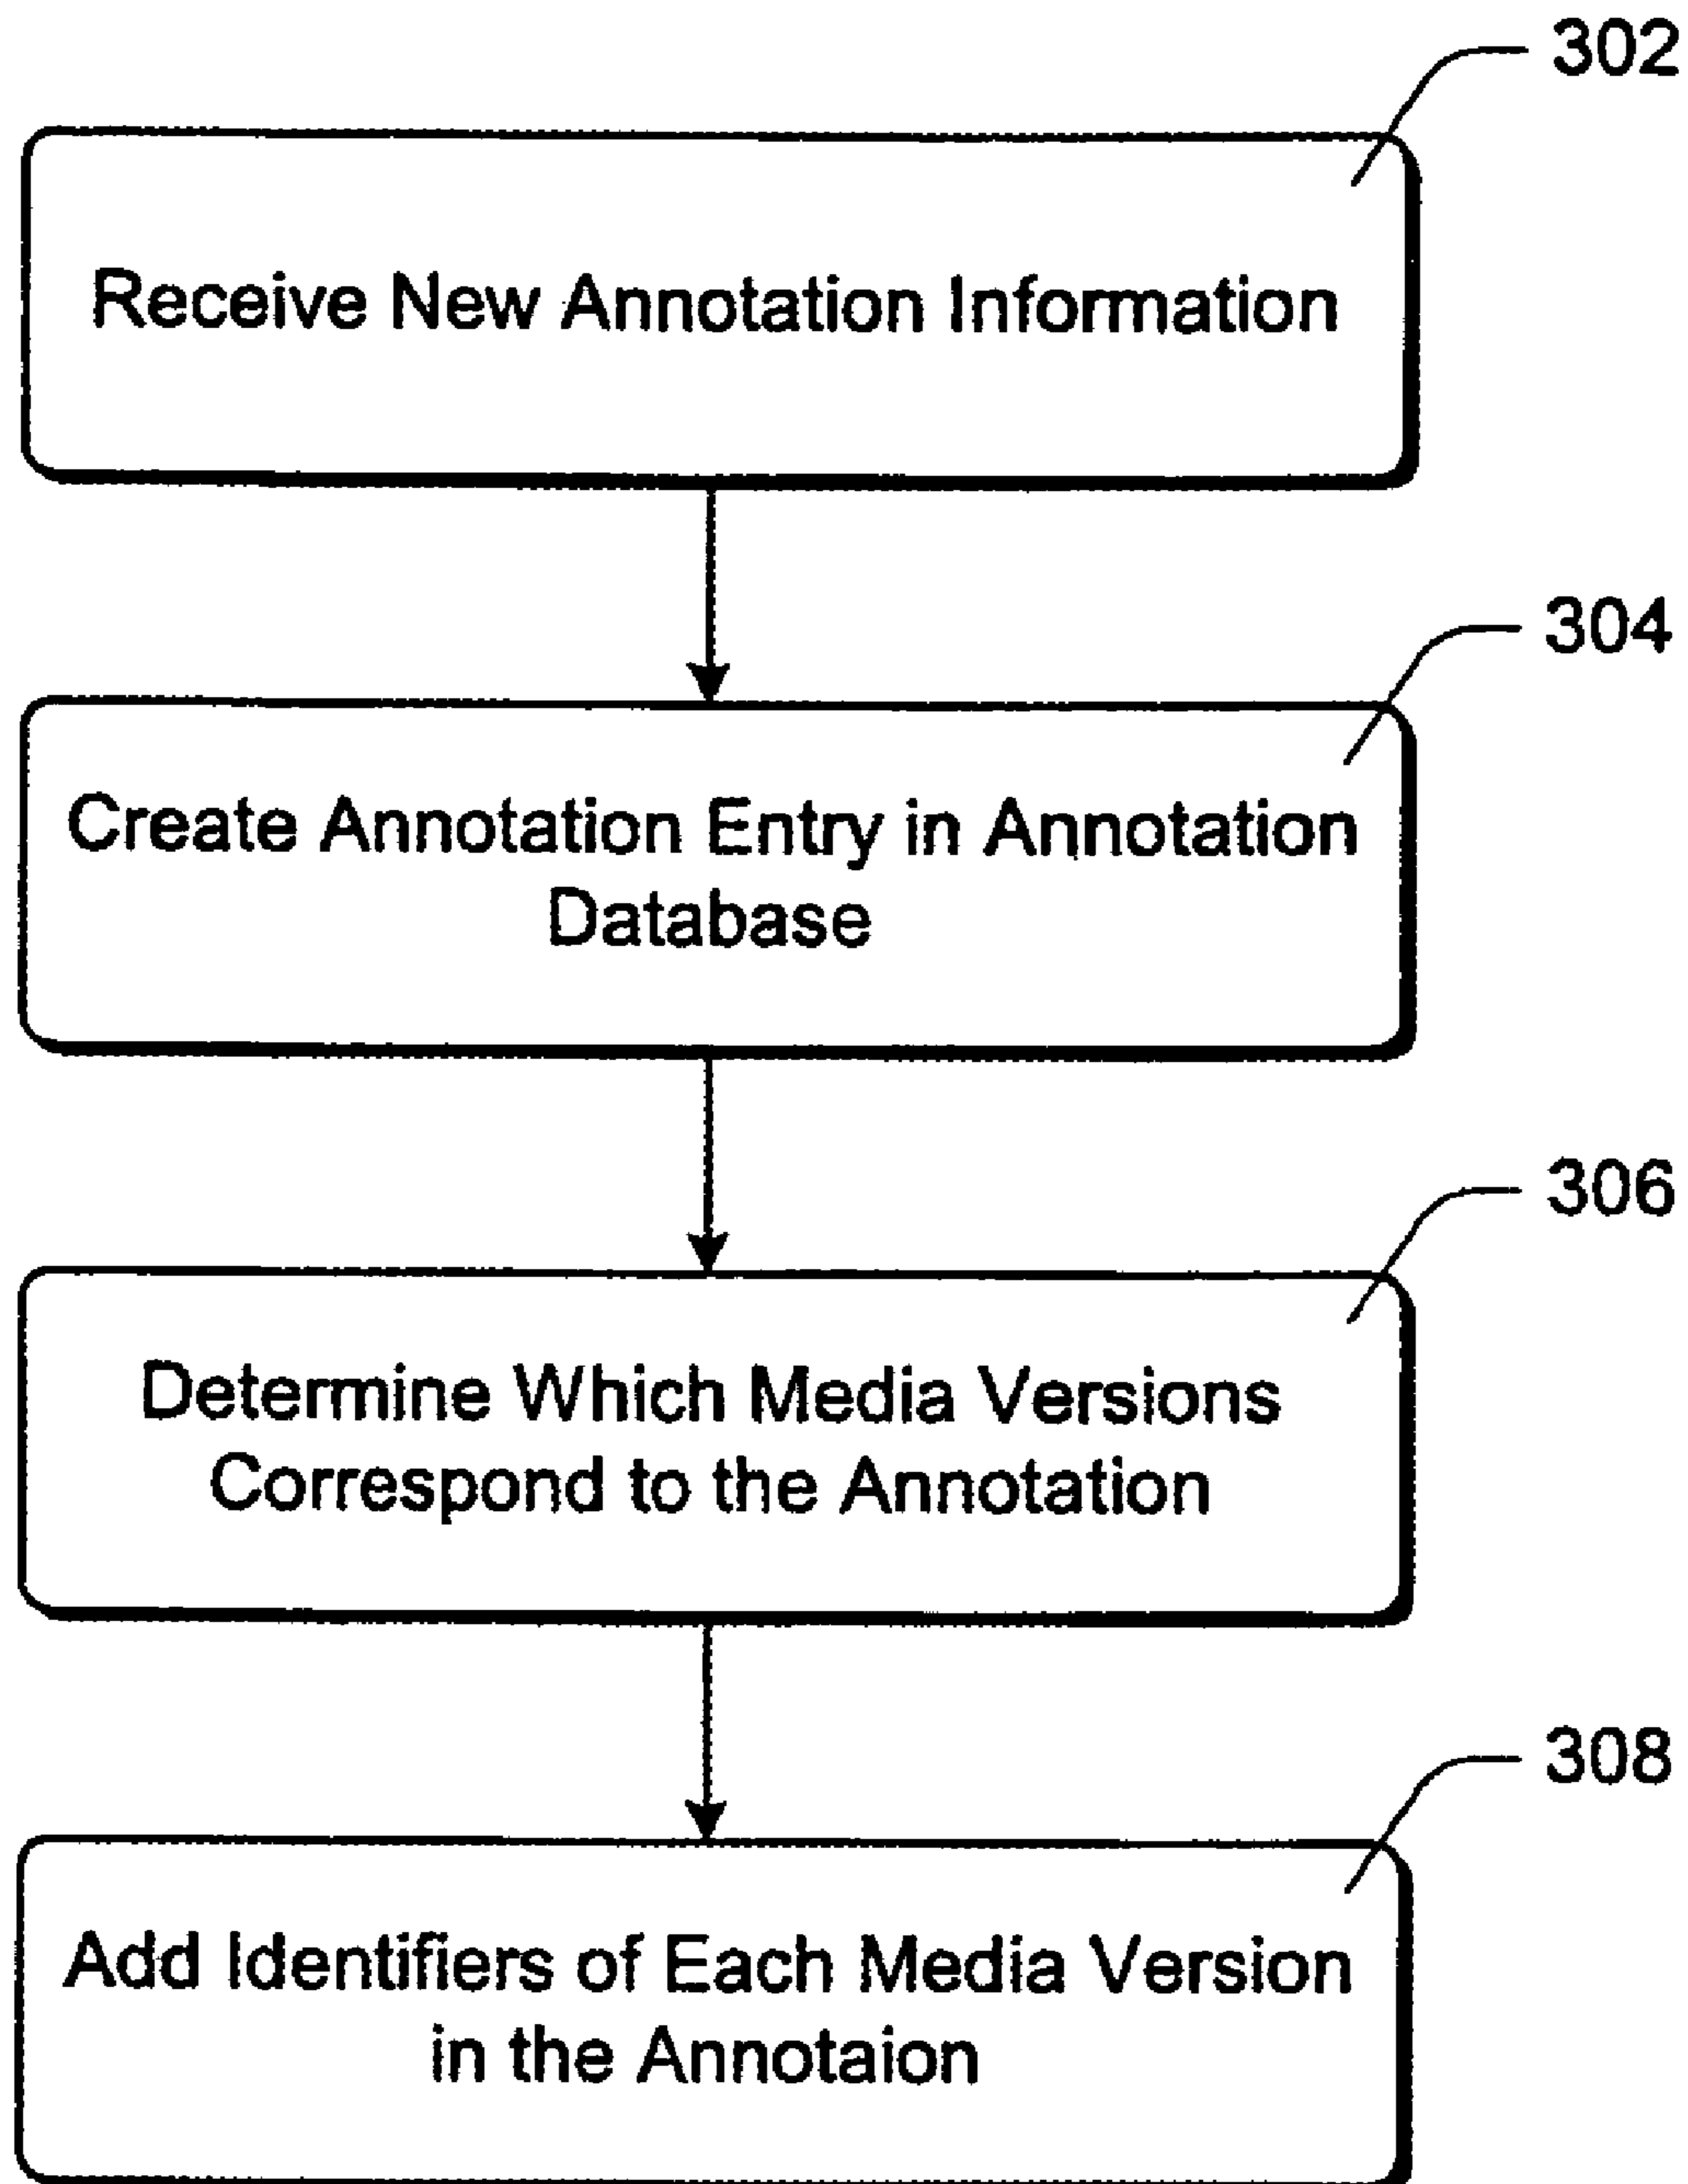 302
Receive New Annotation Information
304
Create Annotation Entry in Annotation
Database
306
Determine Which Media Versions
Correspond to the Annotation
308
Add Identifiers of Each Media Version
in the Annotaion